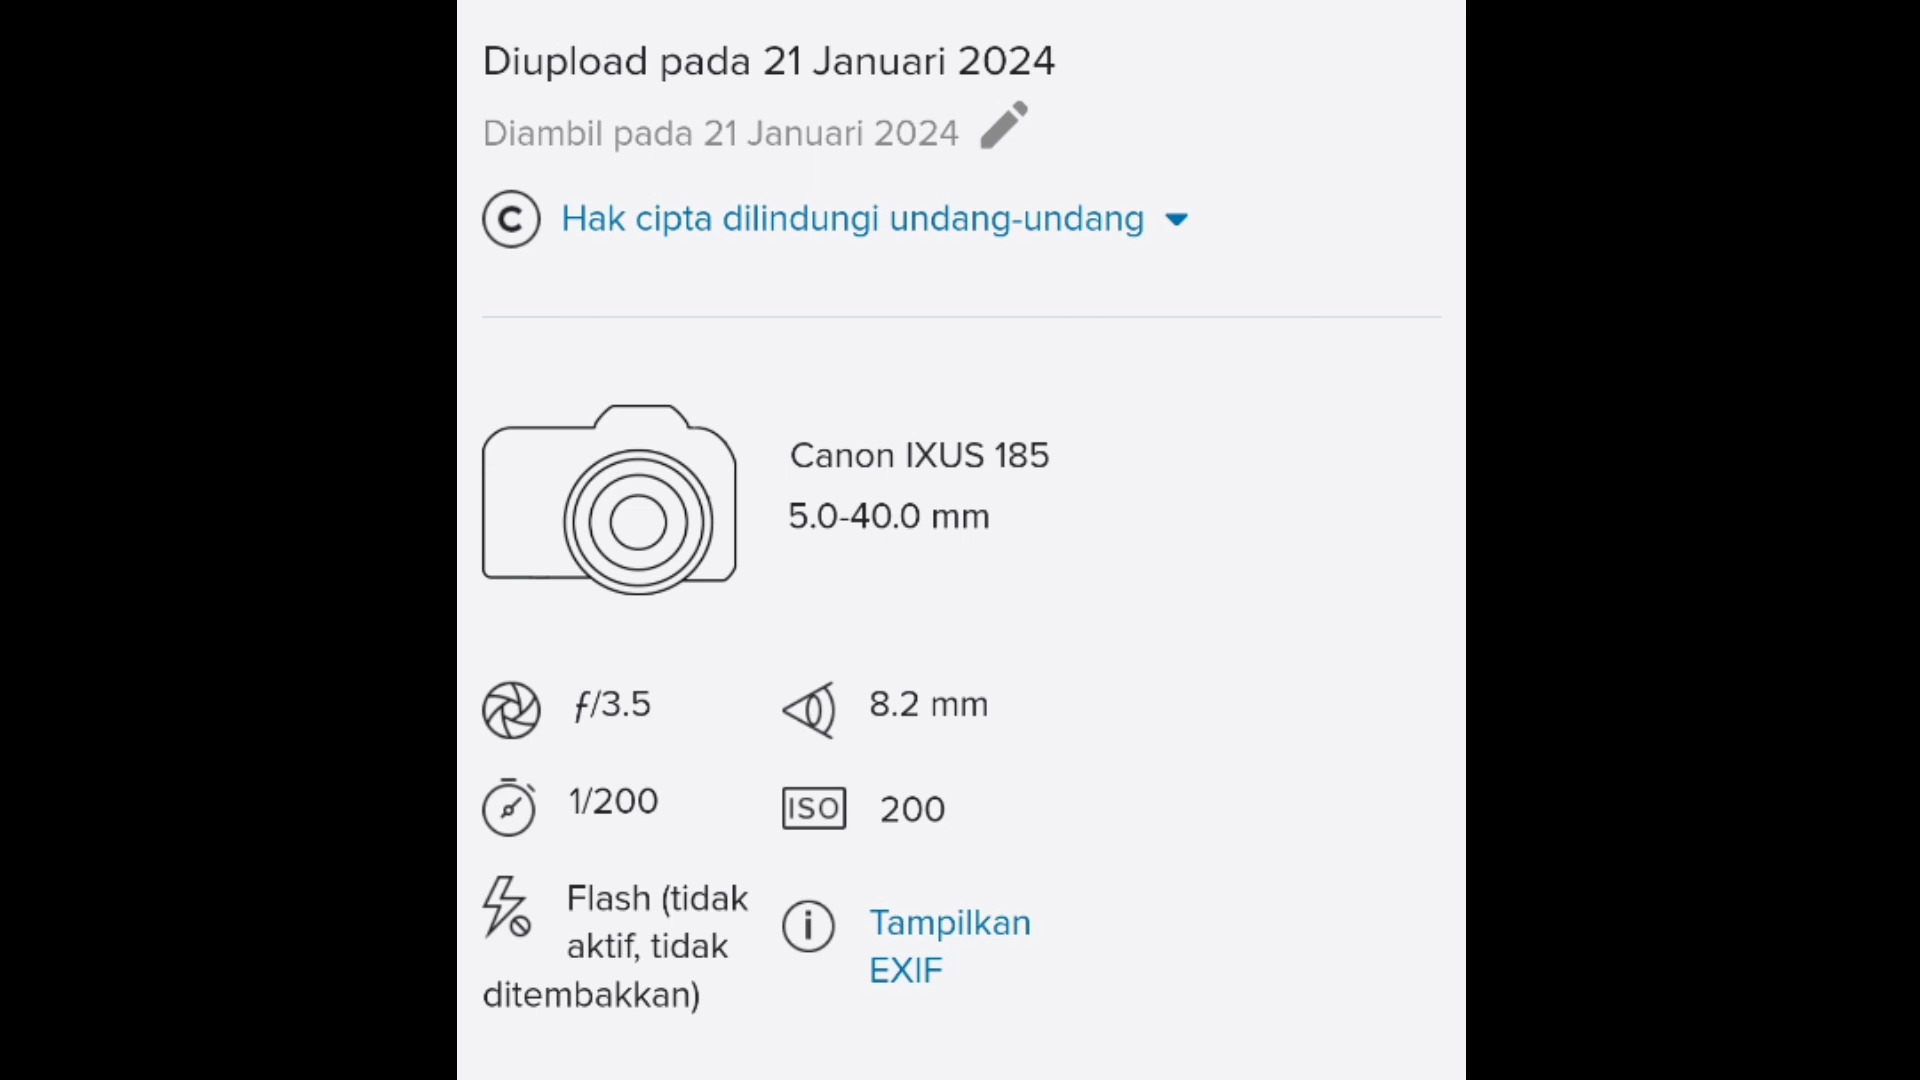 Diupload pada 21 Januari 2024
Diambil pada 21 Januari 2024
C Hak cipta dilindungi undang-undang
Canon IXUS 185
5.0-40.0 mm
ƒ/3.5
8.2 mm
1/200
ISO 200
Flash (tidak
aktif, tidak
ditembakkan)
i Tampilkan
EXIF